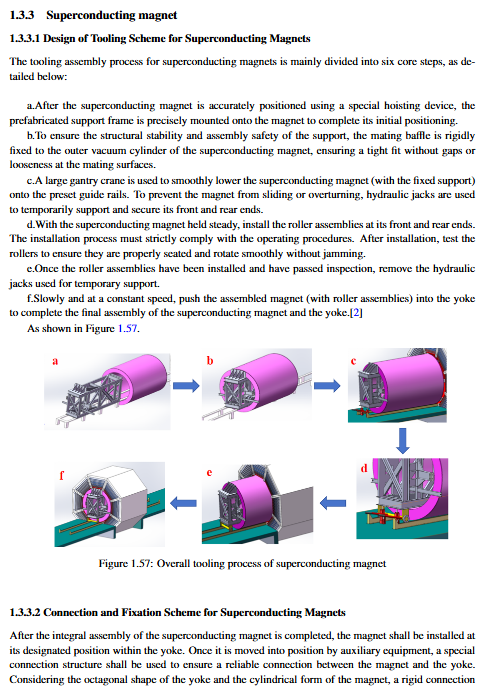 1.3.3 Superconducting magnet
1.3.3.1 Design of Tooling Scheme for Superconducting Magnets
The tooling assembly process for superconducting magnets is mainly divided into six core steps, as de-
tailed below:
a.After the superconducting magnet is accurately positioned using a special hoisting device, the
prefabricated support frame is precisely mounted onto the magnet to complete its initial positioning.
b.To ensure the structural stability and assembly safety of the support, the mating baffle is rigidly
fixed to the outer vacuum cylinder of the superconducting magnet, ensuring a tight fit without gaps or
looseness at the mating surfaces.
c.A large gantry crane is used to smoothly lower the superconducting magnet (with the fixed support)
onto the preset guide rails. To prevent the magnet from sliding or overturning, hydraulic jacks are used
to temporarily support and secure its front and rear ends.
d.With the superconducting magnet held steady, install the roller assemblies at its front and rear ends.
The installation process must strictly comply with the operating procedures. After installation, test the
rollers to ensure they are properly seated and rotate smoothly without jamming.
e.Once the roller assemblies have been installed and have passed inspection, remove the hydraulic
jacks used for temporary support.
f.Slowly and at a constant speed, push the assembled magnet (with roller assemblies) into the yoke
to complete the final assembly of the superconducting magnet and the yoke.[2]
As shown in Figure 1.57.
a
b
c
f
e
d
Figure 1.57: Overall tooling process of superconducting magnet
1.3.3.2 Connection and Fixation Scheme for Superconducting Magnets
After the integral assembly of the superconducting magnet is completed, the magnet shall be installed at
its designated position within the yoke. Once it is moved into position by auxiliary equipment, a special
connection structure shall be used to ensure a reliable connection between the magnet and the yoke.
Considering the octagonal shape of the yoke and the cylindrical form of the magnet, a rigid connection